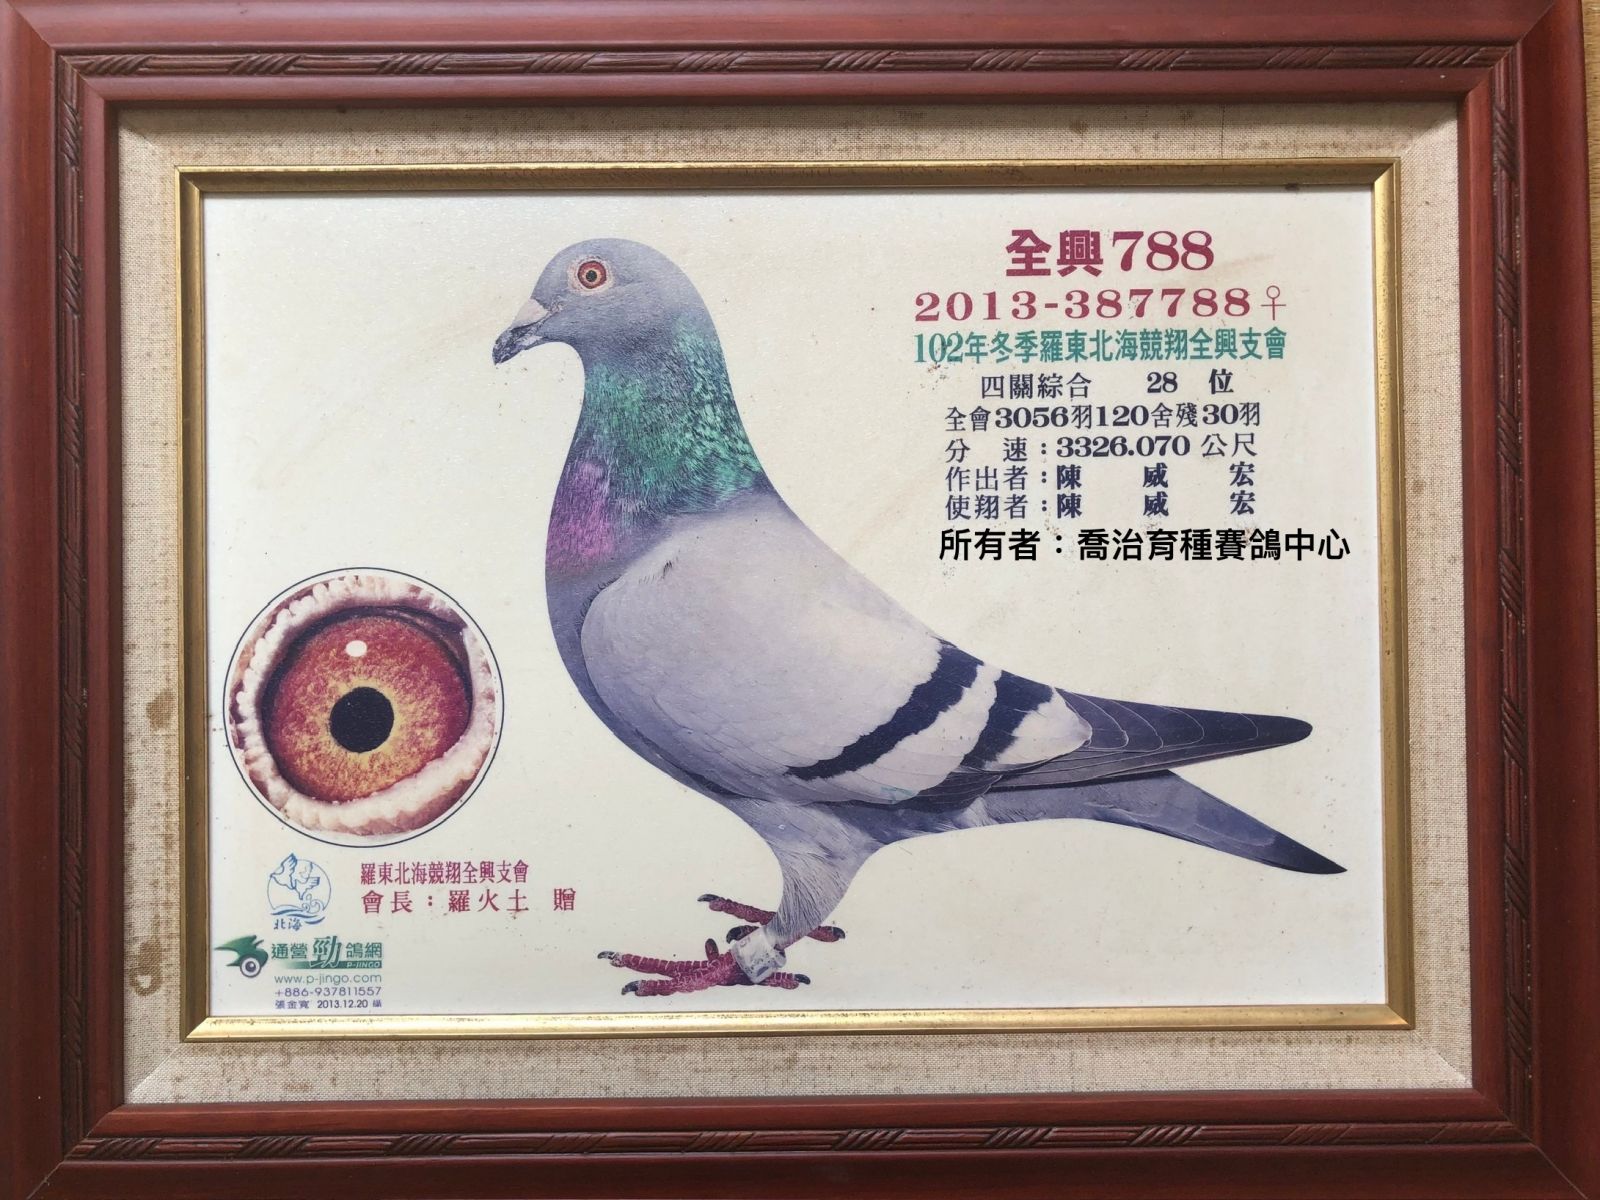 全興788
2013-387788♀
102年冬季羅東北海競翔全興支會
四關綜合 28 位
全會3056羽120舍殘30羽
分 速：3326.070 公尺
作出者：陳 威 宏
使翔者：陳 威 宏
所有者：喬治育種賽鴿中心
羅東北海競翔全興支會
會長：羅火土 贈
北海
通營勁鴿網
P-JINGO
www.p-jingo.com
+886-937811557
張金寬 2013.12.20 攝